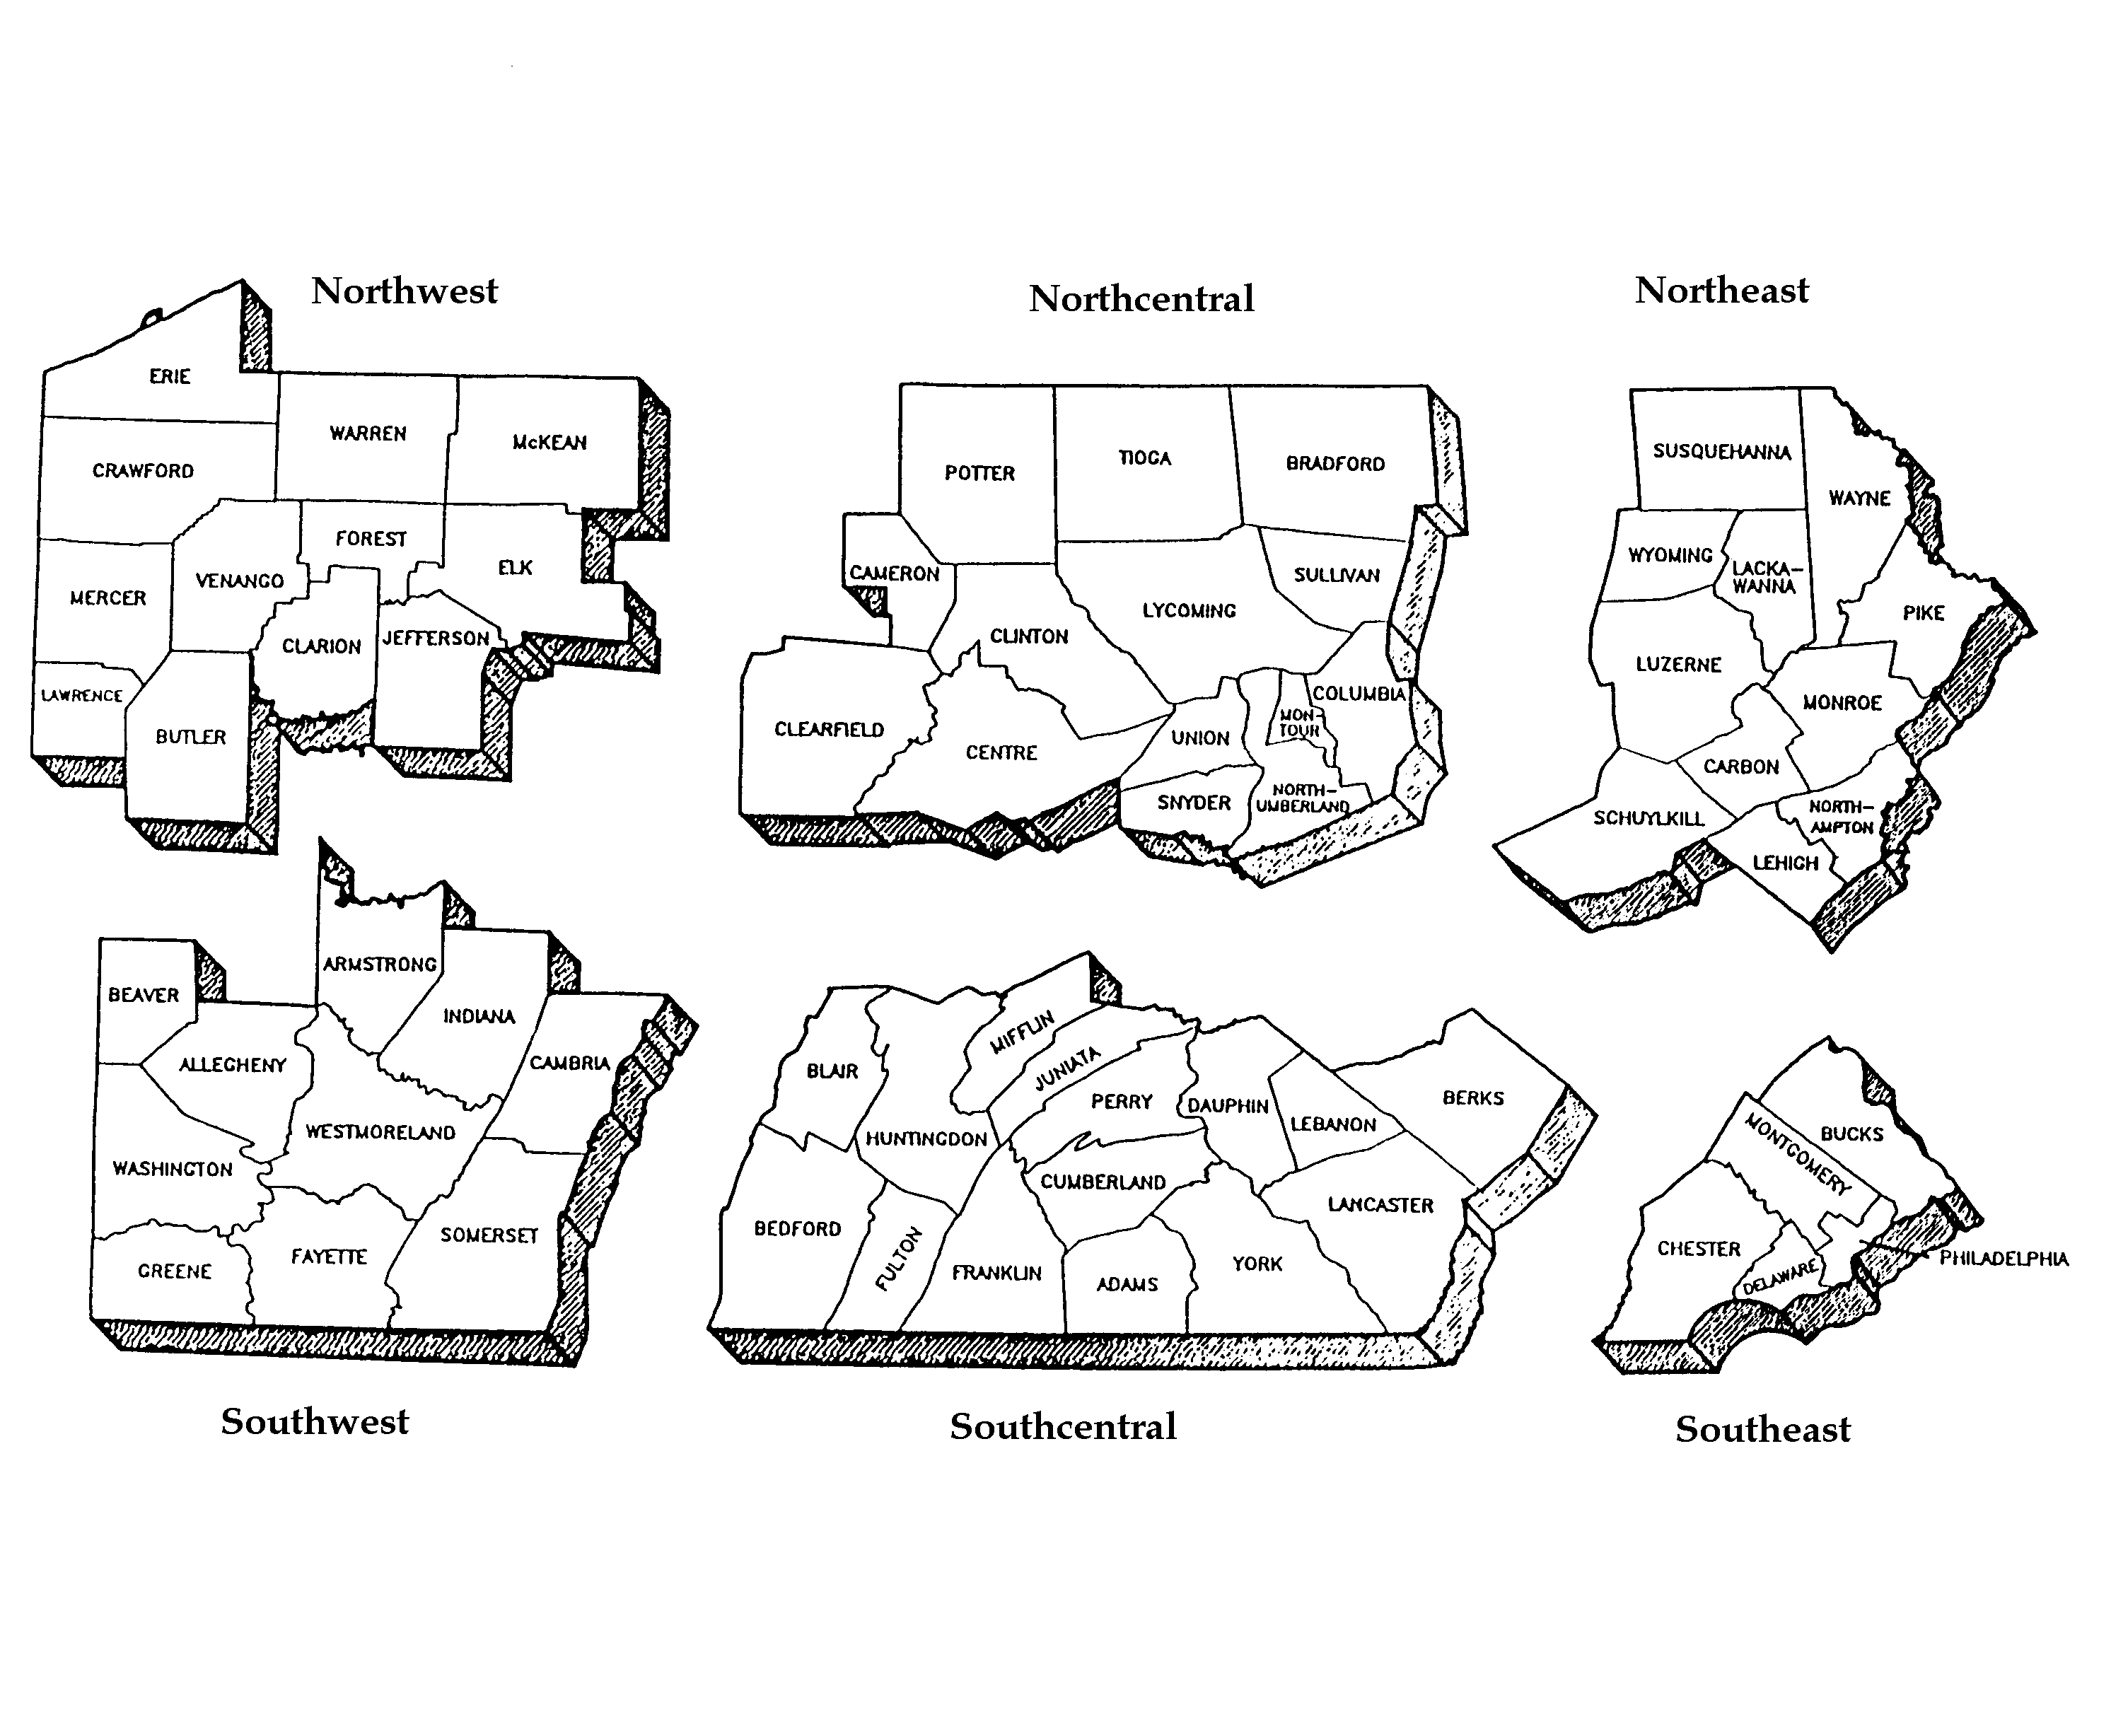 Northwest
ERIE
WARREN
McKEAN
CRAWFORD
FOREST
ELK
VENANGO
MERCER
CLARION
JEFFERSON
LAWRENCE
BUTLER
Northcentral
POTTER
TIOGA
BRADFORD
CAMERON
SULLIVAN
LYCOMING
CLINTON
COLUMBIA
CLEARFIELD
MON-
TOUR
UNION
CENTRE
SNYDER
NORTH-
UMBERLAND
Northeast
SUSQUEHANNA
WAYNE
WYOMING
LACKA-
WANNA
PIKE
LUZERNE
MONROE
CARBON
SCHUYLKILL
NORTH-
AMPTON
LEHIGH
ARMSTRONG
BEAVER
INDIANA
ALLEGHENY
CAMBRIA
WESTMORELAND
WASHINGTON
SOMERSET
FAYETTE
GREENE
Southwest
MIFFLIN
BLAIR
JUNIATA
PERRY
DAUPHIN
BERKS
LEBANON
HUNTINGDON
CUMBERLAND
LANCASTER
BEDFORD
FULTON
YORK
FRANKLIN
ADAMS
Southcentral
BUCKS
MONTGOMERY
CHESTER
PHILADELPHIA
DELAWARE
Southeast